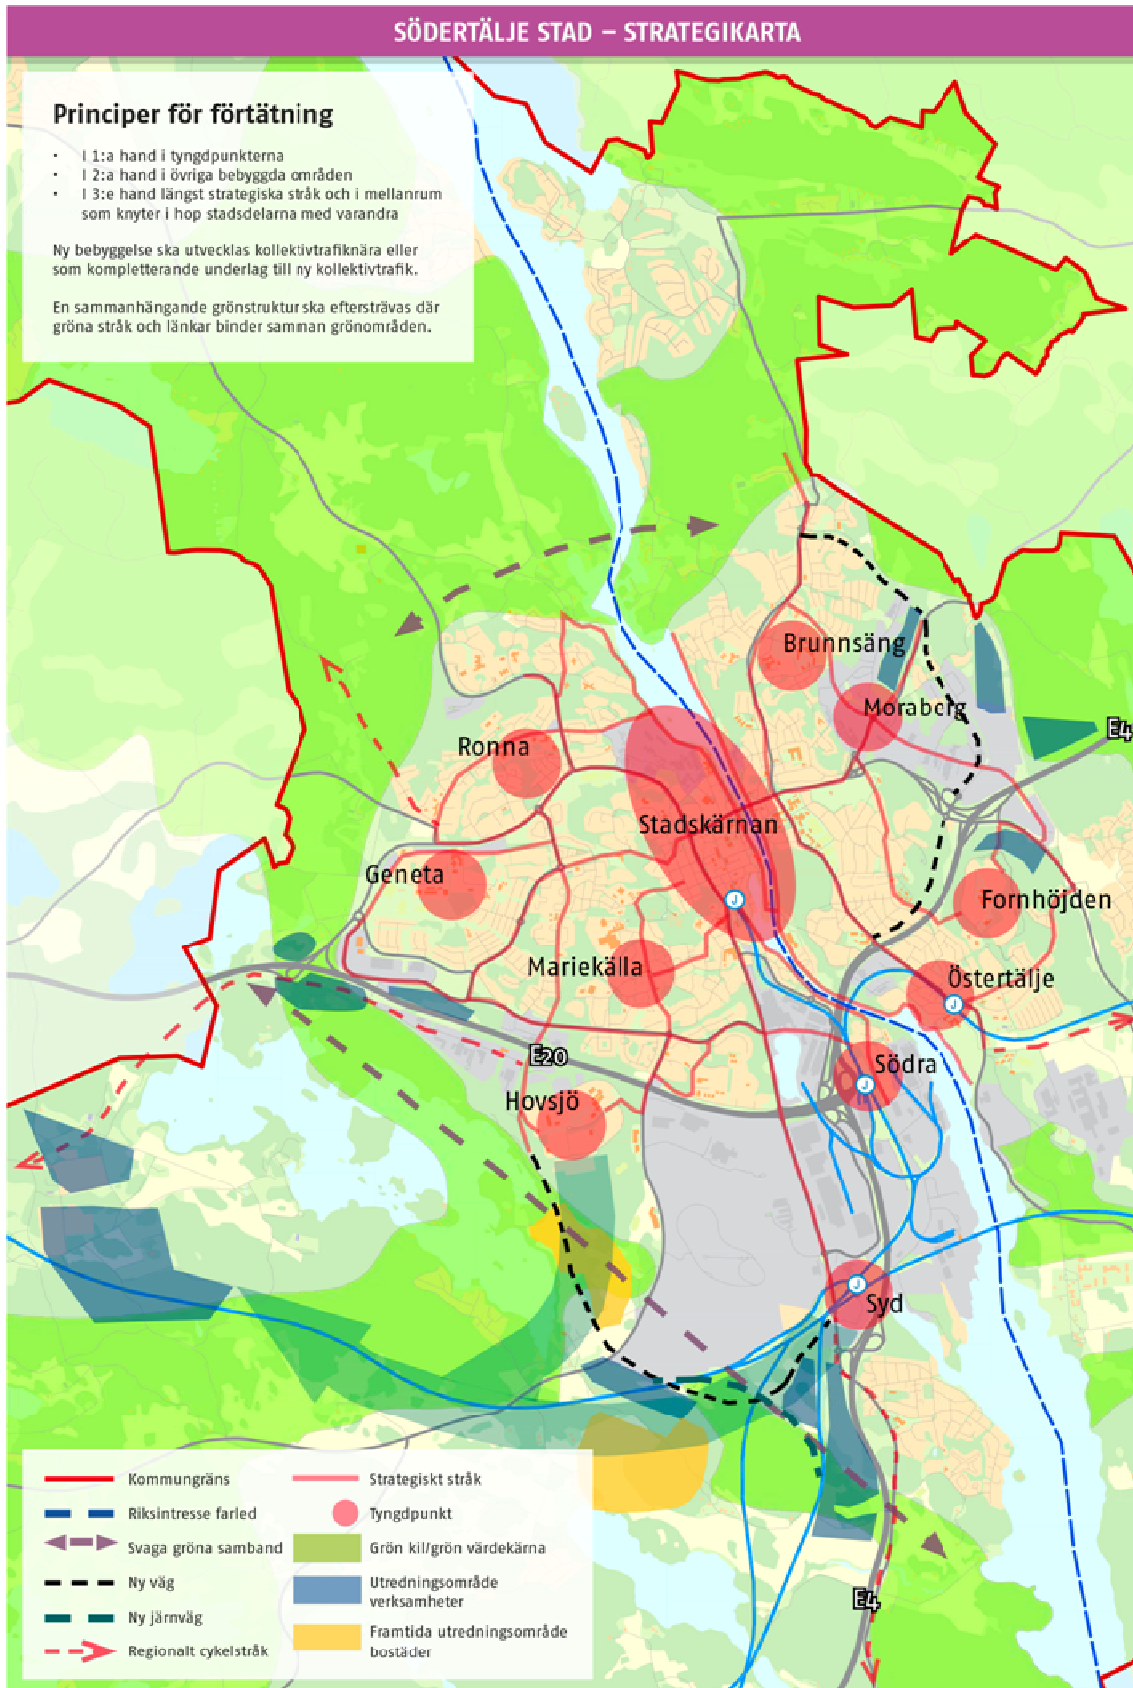 SÖDERTÄLJE STAD – STRATEGIKARTA
Principer för förtätning
• I 1:a hand i tyngdpunkterna
• I 2:a hand i övriga bebyggda områden
• I 3:e hand längst strategiska stråk och i mellanrum
som knyter i hop stadsdelarna med varandra
Ny bebyggelse ska utvecklas kollektivtrafiknära eller
som kompletterande underlag till ny kollektivtrafik.
En sammanhängande grönstruktur ska eftersträvas där
gröna stråk och länkar binder samman grönområden.
Brunnsäng
Moraberg
E4
Ronna
Stadskärnan
Geneta
J
Fornhöjden
Mariekälla
Östertälje
J
E20
Södra
J
Hovsjö
J
Syd
E4
Kommungräns
Riksintresse farled
Svaga gröna samband
Ny väg
Ny järnväg
Regionalt cykelstråk
Strategiskt stråk
Tyngdpunkt
Grön kil/grön värdekärna
Utredningsområde
verksamheter
Framtida utredningsområde
bostäder